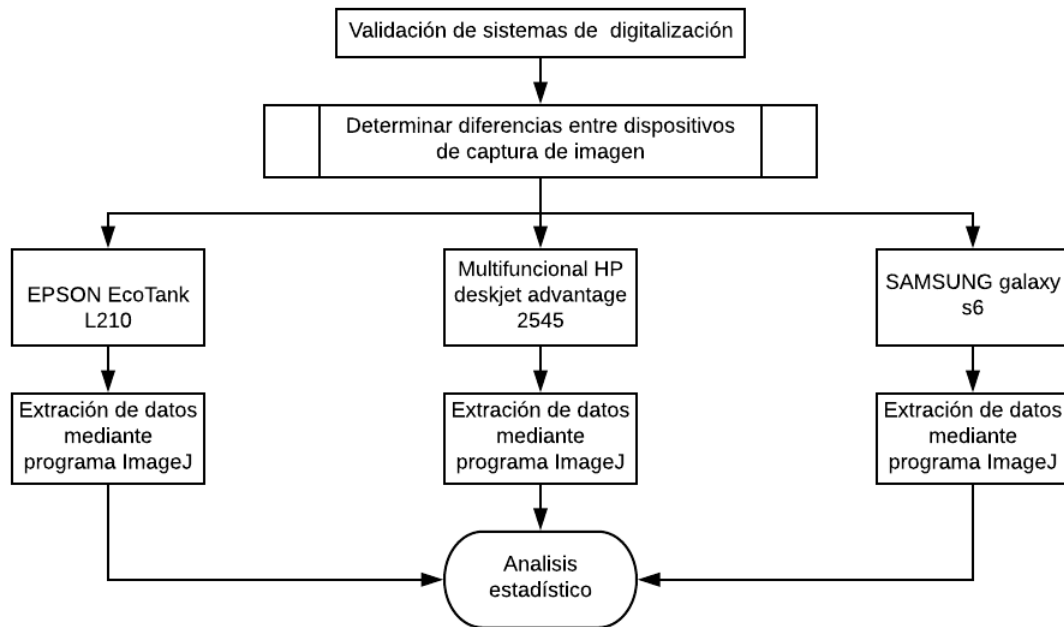 Validación de sistemas de digitalización
Determinar diferencias entre dispositivos
de captura de imagen
EPSON EcoTank
L210
Multifuncional HP
deskjet advantage
2545
SAMSUNG galaxy
s6
Extración de datos
mediante
programa ImageJ
Extración de datos
mediante
programa ImageJ
Extración de datos
mediante
programa ImageJ
Analisis
estadístico